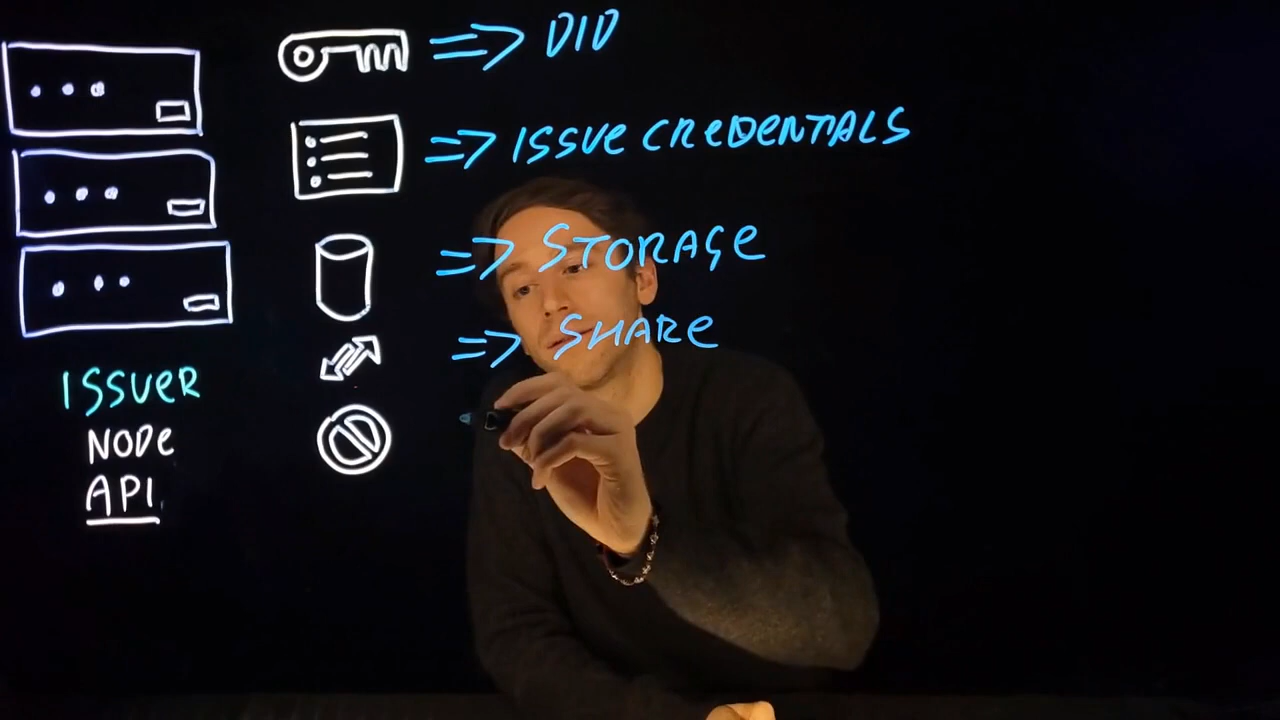 => DID
=> ISSUE CREDENTIALS
=> STORAGE
=> SHARE
ISSUER
NODE
API